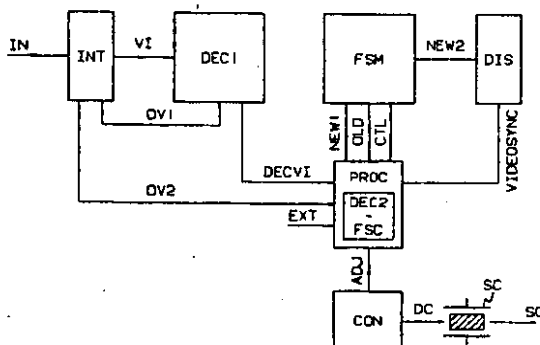 IN
INT
VI
DEC1
FSM
NEW2
DIS
OV1
NEW1
OLD
CTL
VIDEOSYNC
DECVI
PROC
OV2
DEC2
-
FSC
EXT
ADJ
CON
DC
SC
SO